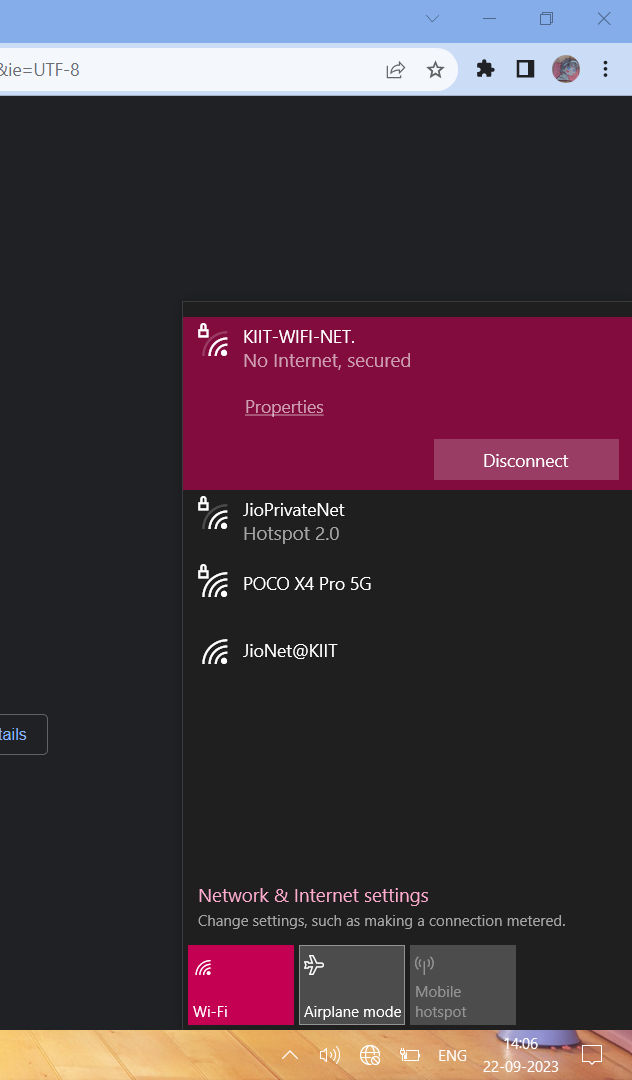 &ie=UTF-8
KIIT-WIFI-NET.
No Internet, secured
Properties
Disconnect
JioPrivateNet
Hotspot 2.0
POCO X4 Pro 5G
JioNet@KIIT
tails
Network & Internet settings
Change settings, such as making a connection metered.
Wi-Fi
Airplane mode
Mobile
hotspot
ENG
14:06
22-09-2023